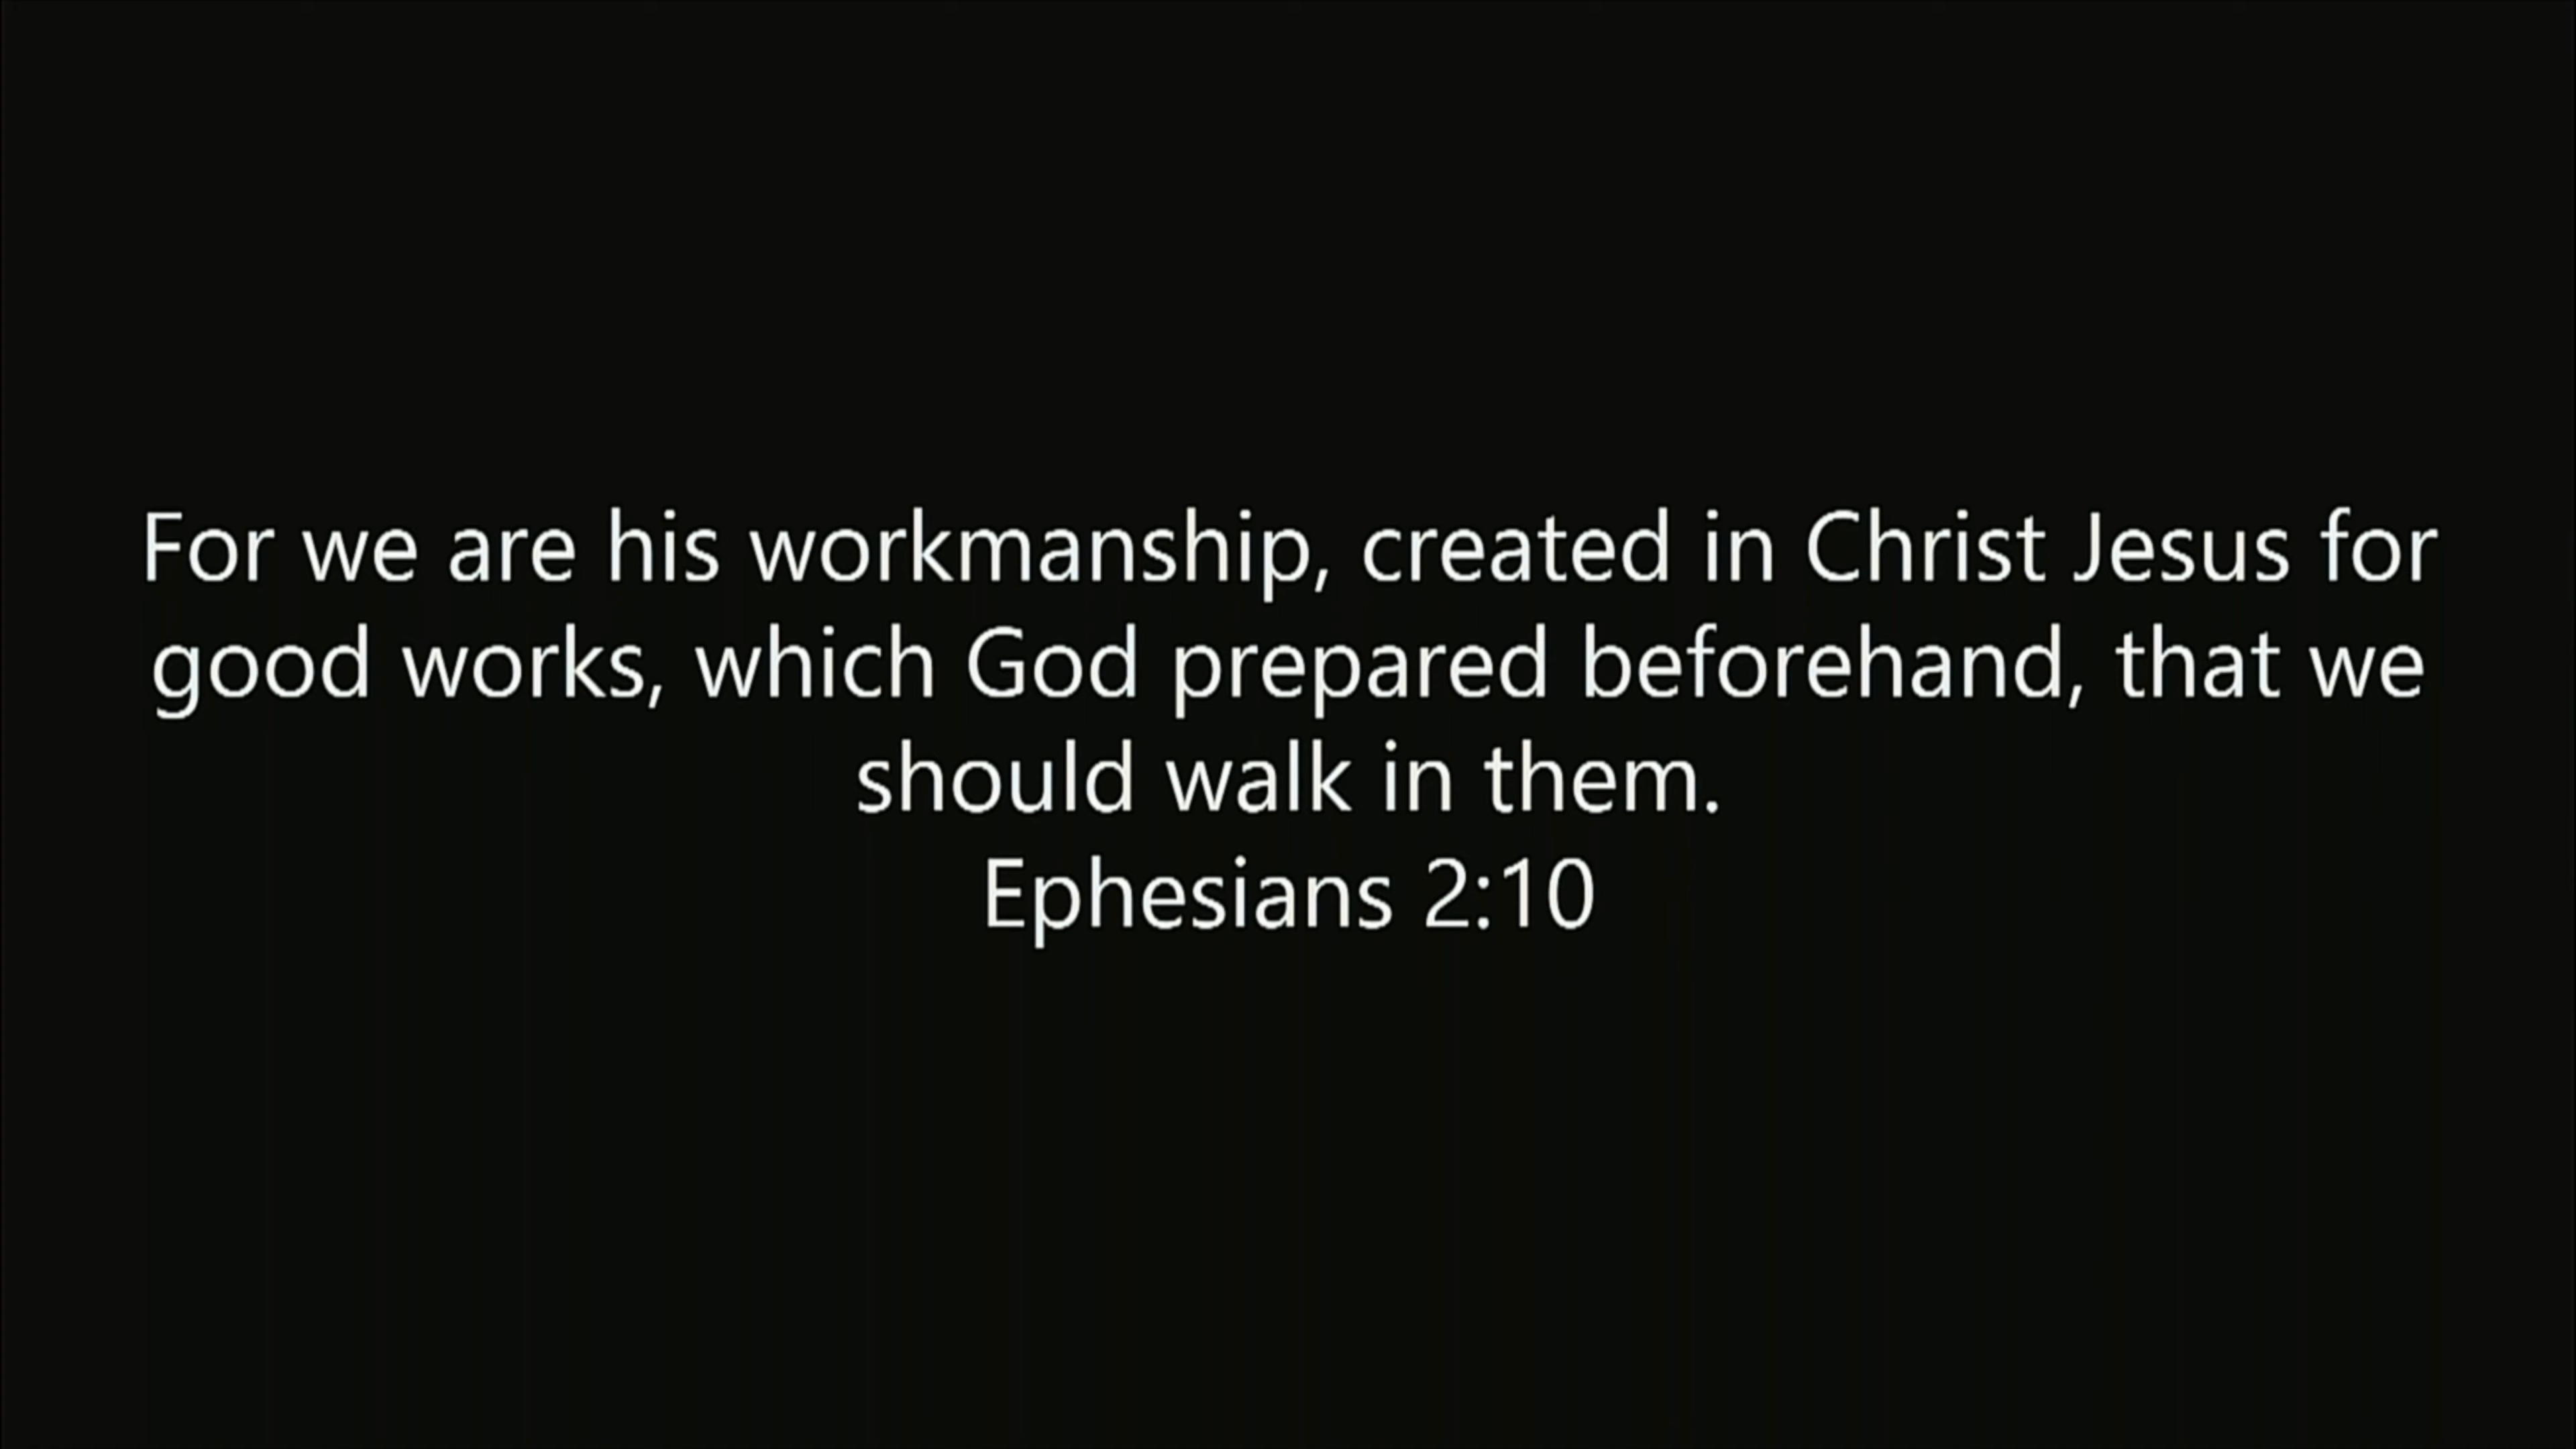 For we are his workmanship, created in Christ Jesus for
good works, which God prepared beforehand, that we
should walk in them.
Ephesians 2:10